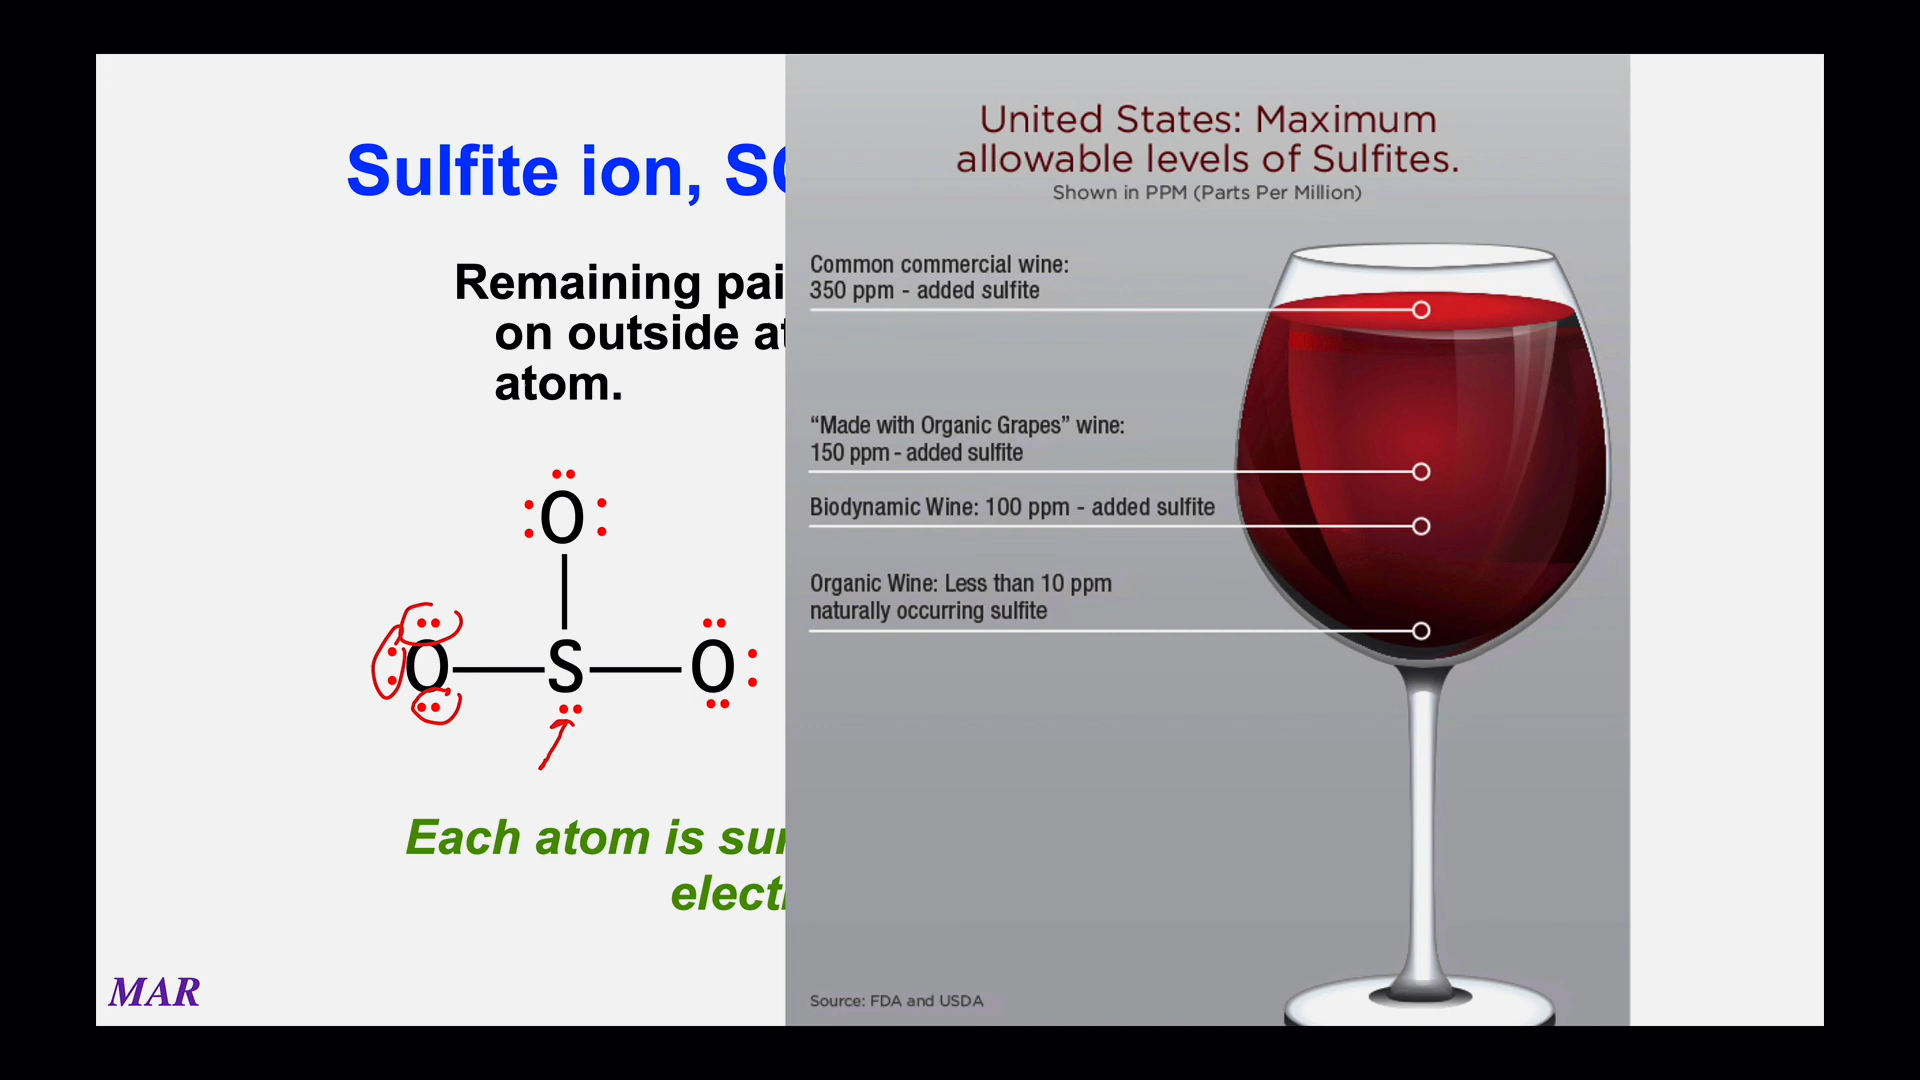 Sulfite ion, S
Remaining pai
on outside a
atom.
O
O S O
Each atom is sur
elect
MAR
United States: Maximum
allowable levels of Sulfites.
Shown in PPM (Parts Per Million)
Common commercial wine:
350 ppm - added sulfite
“Made with Organic Grapes” wine:
150 ppm - added sulfite
Biodynamic Wine: 100 ppm - added sulfite
Organic Wine: Less than 10 ppm
naturally occurring sulfite
Source: FDA and USDA